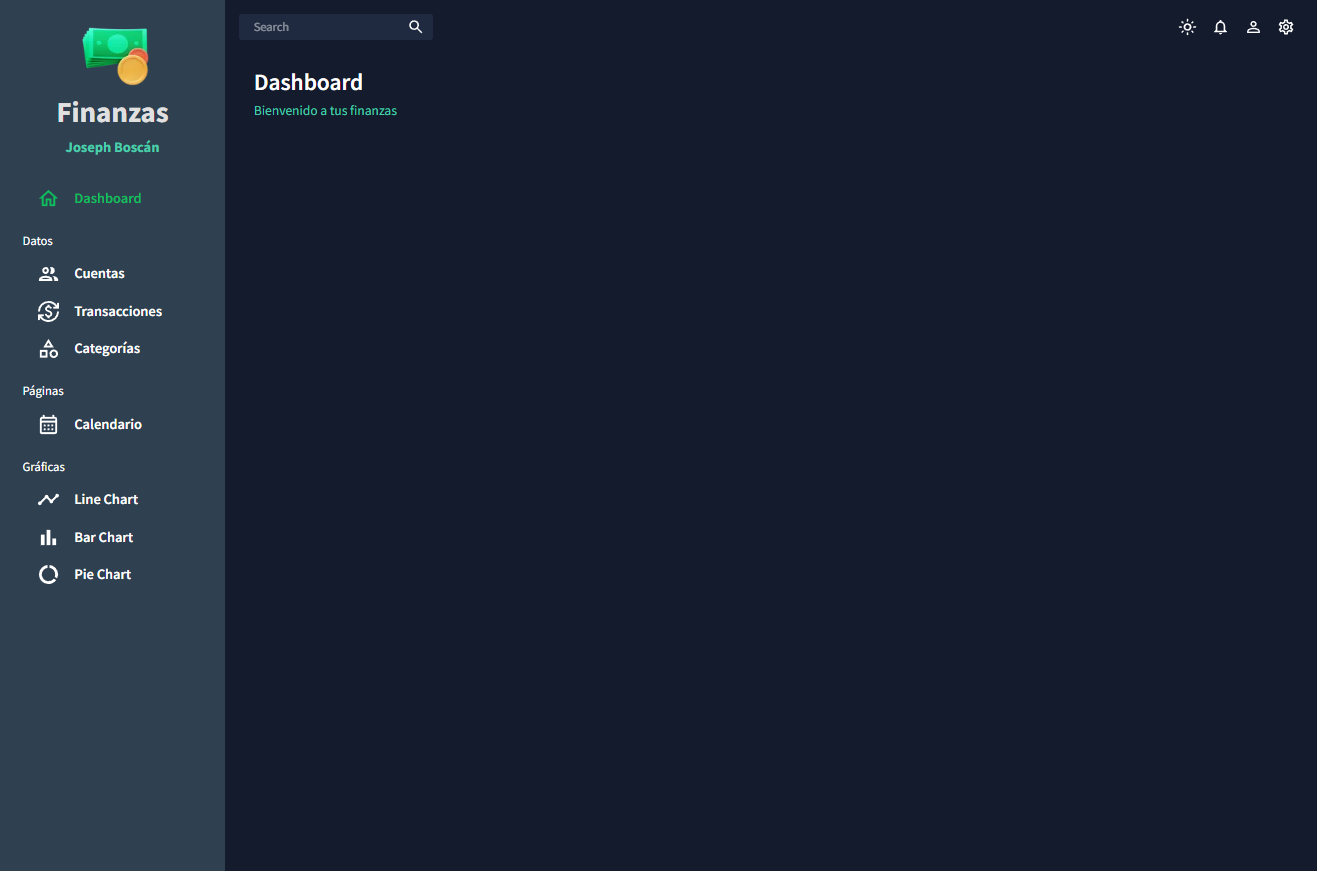 Finanzas
Joseph Boscán
Dashboard
Datos
Cuentas
Transacciones
Categorías
Páginas
Calendario
Gráficas
Line Chart
Bar Chart
Pie Chart
Search
Dashboard
Bienvenido a tus finanzas